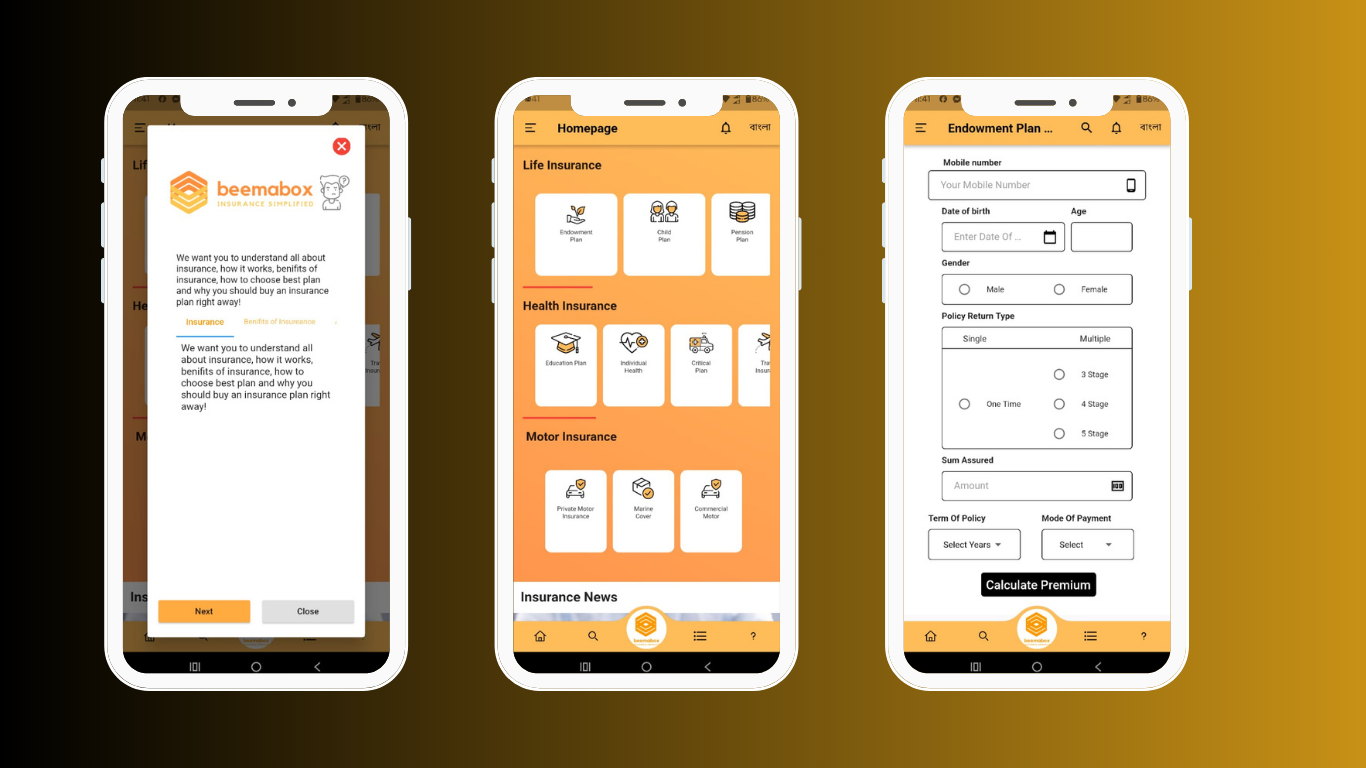 beemabox
INSURANCE SIMPLIFIED
We want you to understand all about
insurance, how it works, benifits of
insurance, how to choose best plan
and why you should buy an insurance
plan right away!
Insurance
Benfits of Insureance
We want you to understand all
about insurance, how it works,
benifits of insurance, how to
choose best plan and why you
should buy an insurance plan right
away!
Next
Close
Homepage
বাংলা
Life Insurance
Endowment
Plan
Child
Plan
Pension
Plan
Health Insurance
Education Plan
Individual
Health
Critical
Plan
Tra
Insur
Motor Insurance
Private Motor
Insurance
Marine
Cover
Commercial
Motor
Insurance News
beemabox
Endowment Plan ...
বাংলা
Mobile number
Your Mobile Number
Date of birth
Age
Enter Date Of ...
Gender
Male
Female
Policy Return Type
Single
Multiple
3 Stage
One Time
4 Stage
5 Stage
Sum Assured
Amount
Term Of Policy
Mode Of Payment
Select Years
Select
Calculate Premium
beemabox